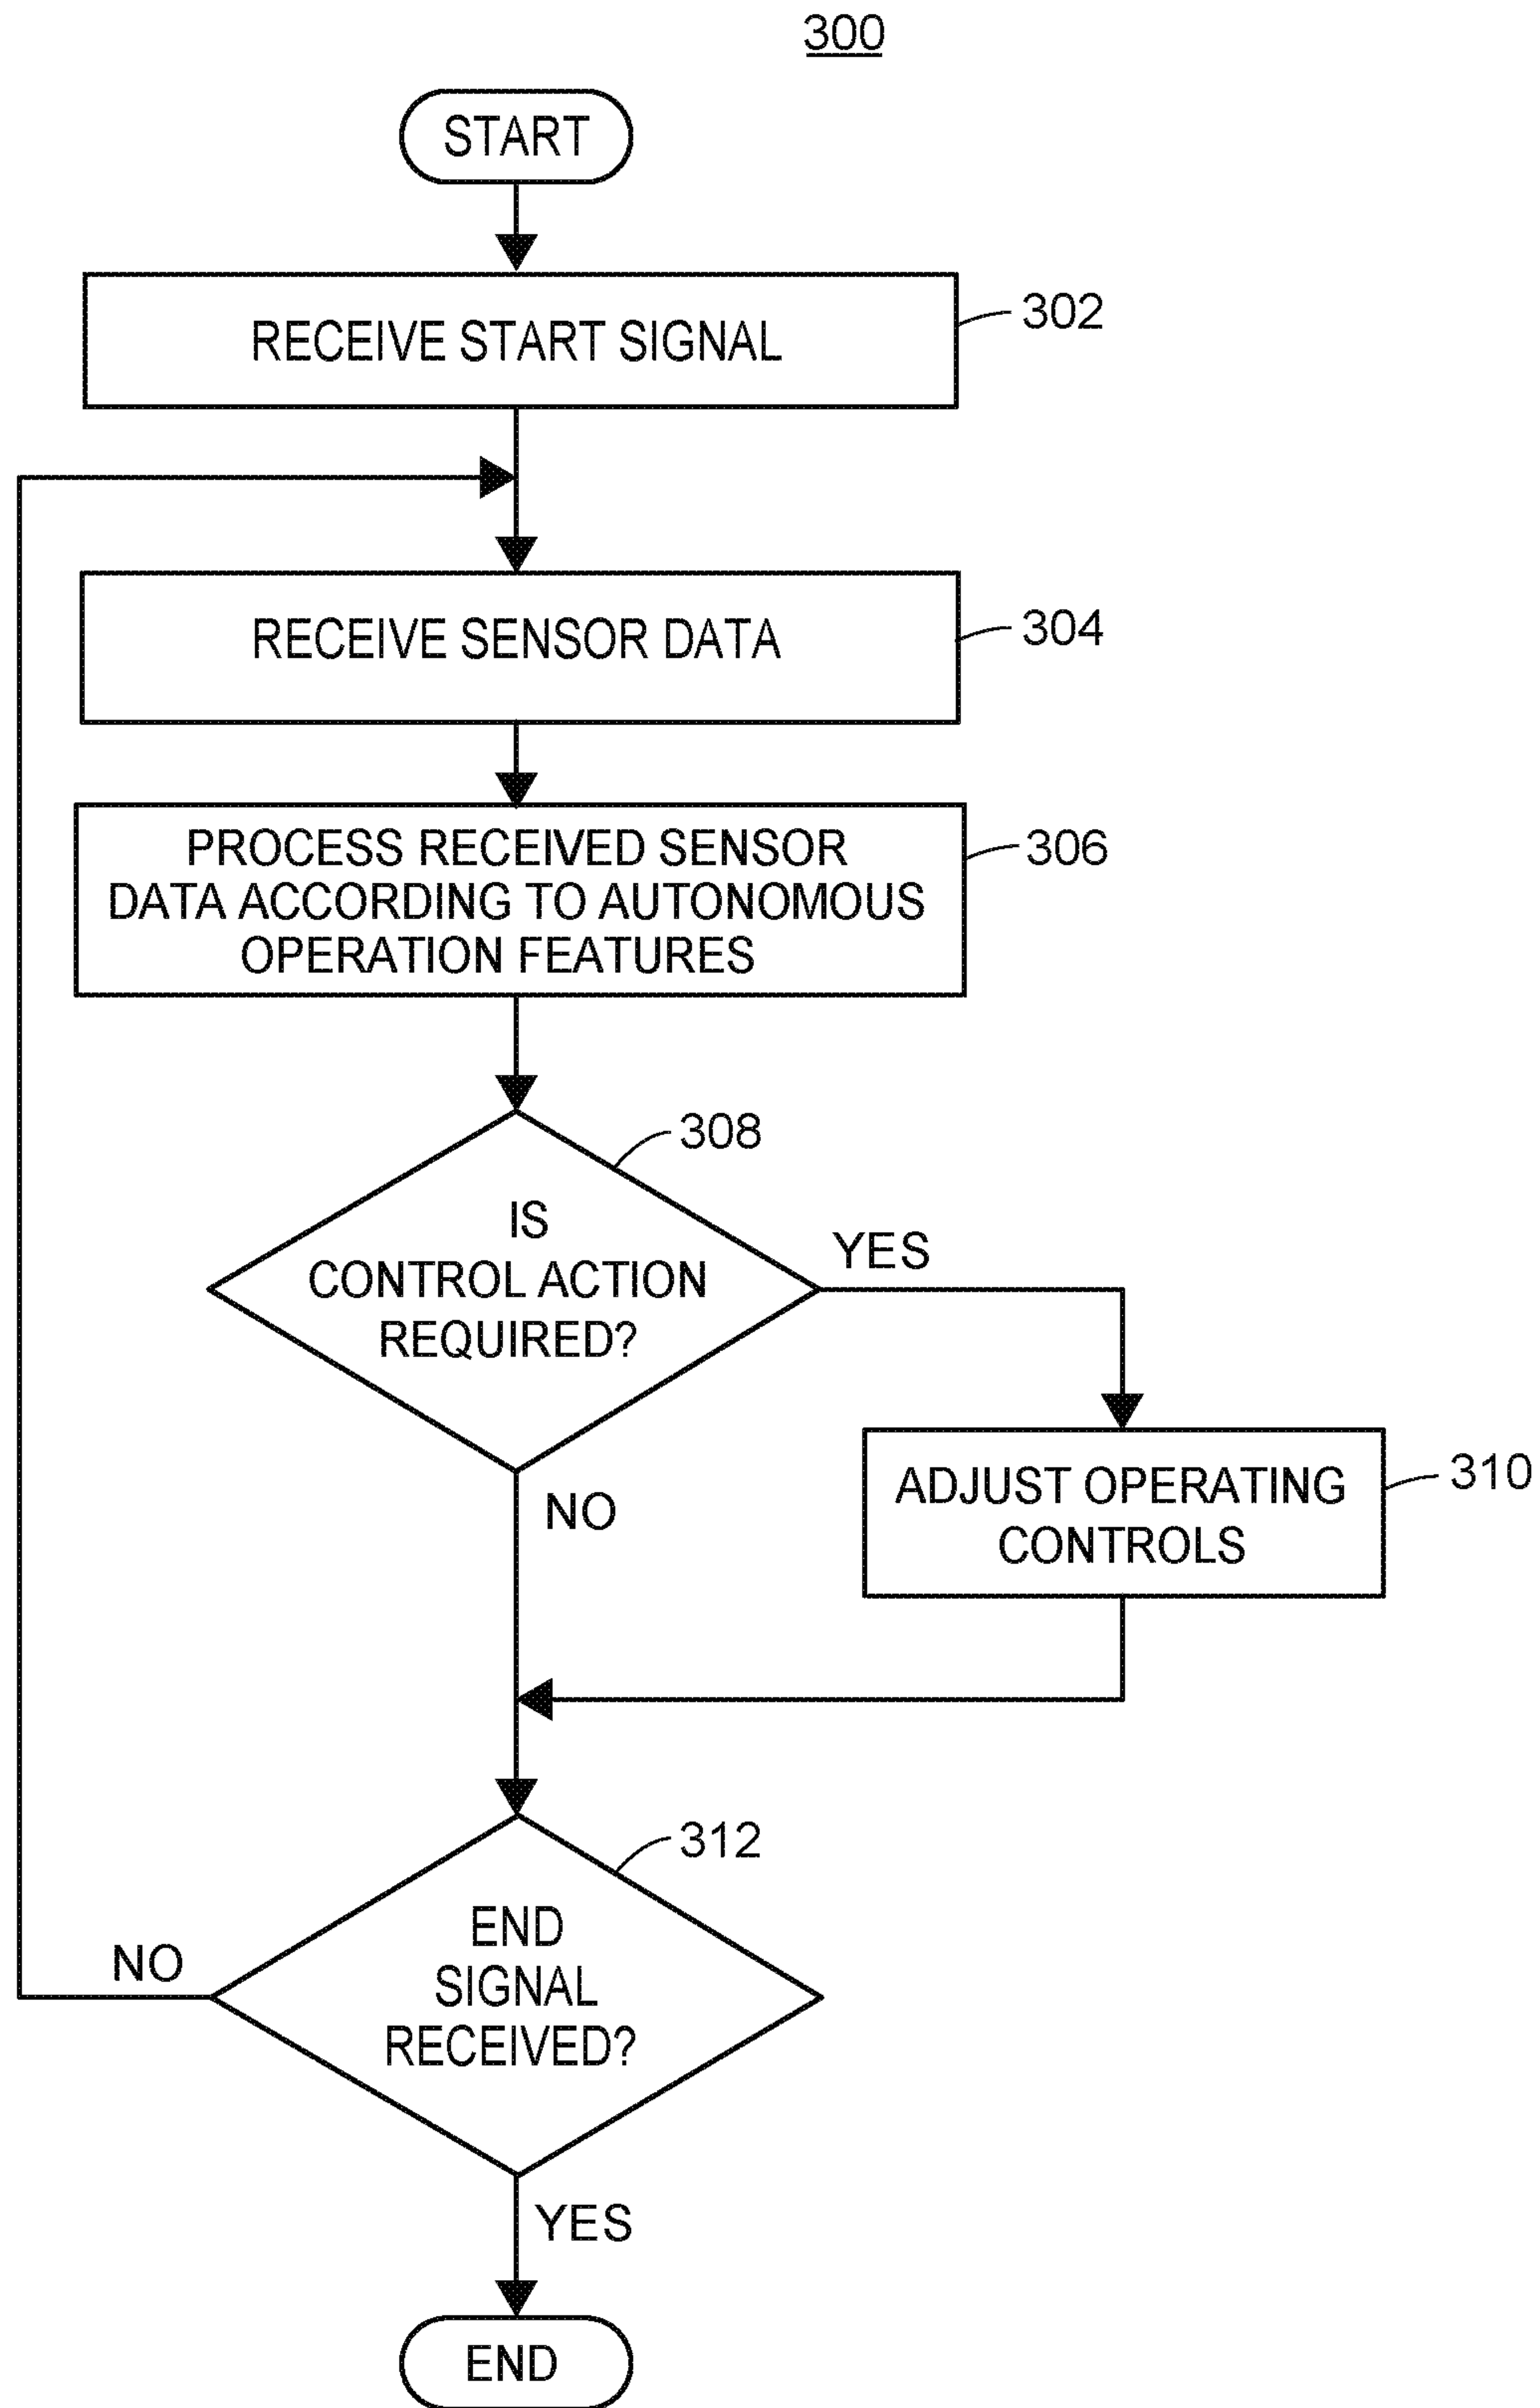 300
START
RECEIVE START SIGNAL
302
RECEIVE SENSOR DATA
304
PROCESS RECEIVED SENSOR
DATA ACCORDING TO AUTONOMOUS
OPERATION FEATURES
306
308
IS
CONTROL ACTION
REQUIRED?
YES
NO
ADJUST OPERATING
CONTROLS
310
312
END
SIGNAL
RECEIVED?
NO
YES
END